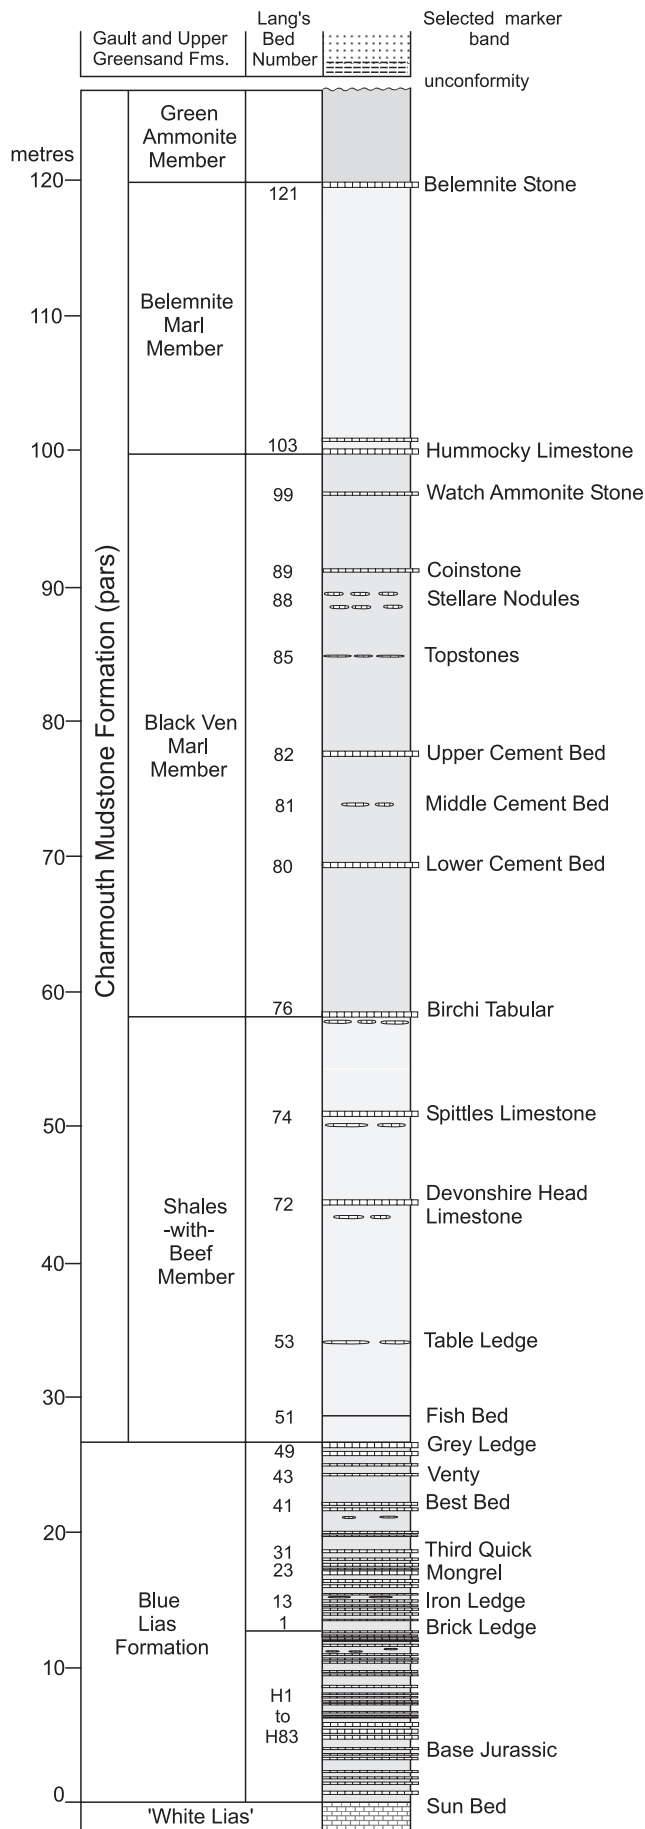 Lang's
Bed
Number
Selected marker
band
Gault and Upper
Greensand Fms.
unconformity
metres
Green
Ammonite
Member
120
121
Belemnite Stone
110
Belemnite
Marl
Member
100
103
Hummocky Limestone
99
Watch Ammonite Stone
89
Coinstone
90
88
Stellare Nodules
85
Topstones
Charmouth Mudstone Formation (pars)
80
Black Ven
Marl
Member
82
Upper Cement Bed
81
Middle Cement Bed
70
80
Lower Cement Bed
60
76
Birchi Tabular
50
74
Spittles Limestone
72
Devonshire Head
Limestone
Shales
-with-
Beef
Member
40
53
Table Ledge
30
51
Fish Bed
49
Grey Ledge
43
Venty
41
Best Bed
20
31
Third Quick
23
Mongrel
13
Iron Ledge
1
Brick Ledge
Blue
Lias
Formation
10
H1
to
H83
Base Jurassic
0
'White Lias'
Sun Bed